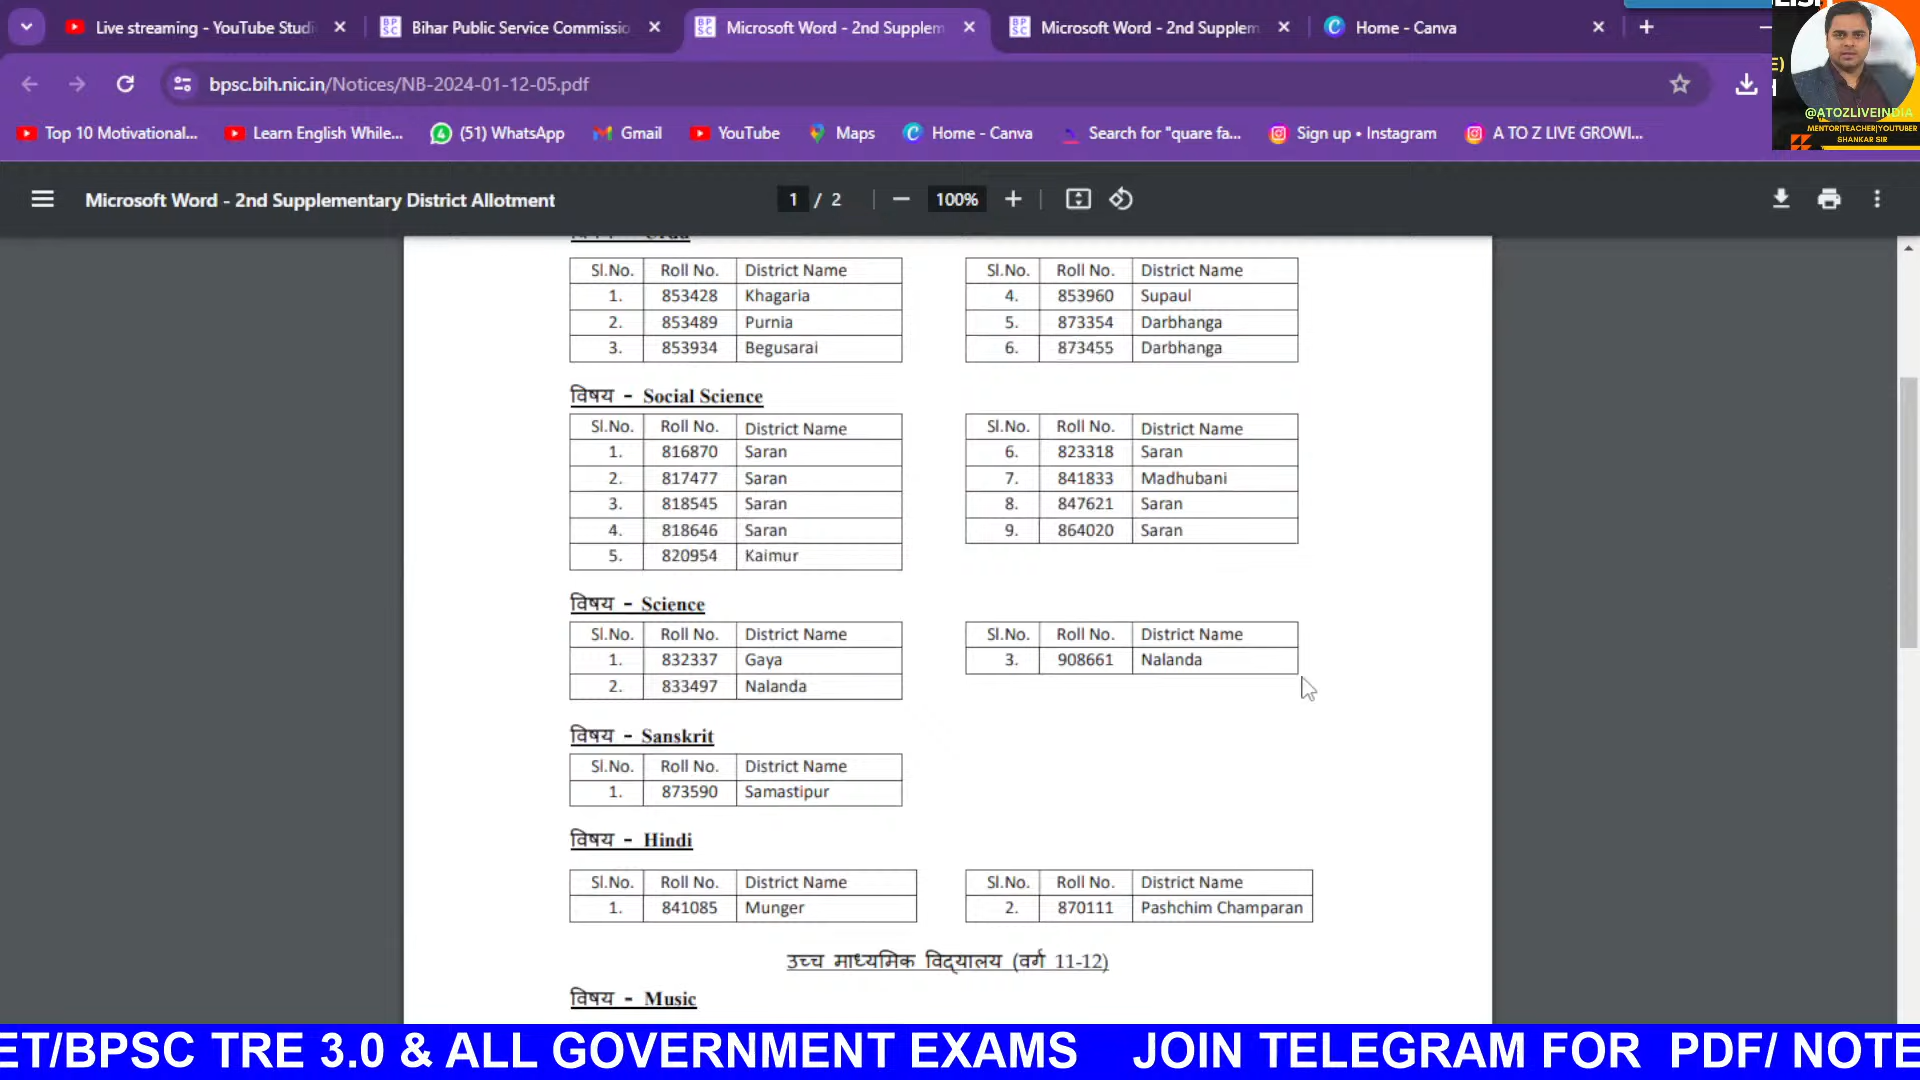 Live streaming - YouTube Studi
Bihar Public Service Commissio
Microsoft Word - 2nd Supplem
Microsoft Word - 2nd Supplem
Home - Canva
bpsc.bih.nic.in/Notices/NB-2024-01-12-05.pdf
Top 10 Motivational...
Learn English While...
(51) WhatsApp
Gmail
YouTube
Maps
Home - Canva
Search for "quare fa...
Sign up • Instagram
A TO Z LIVE GROWI...
@ATOZLIVEINDIA
MENTOR|TEACHER|YOUTUBER
SHANKAR SIR
Microsoft Word - 2nd Supplementary District Allotment
1 / 2
100%
Sl.No. Roll No. District Name
1. 853428 Khagaria
2. 853489 Purnia
3. 853934 Begusarai
Sl.No. Roll No. District Name
4. 853960 Supaul
5. 873354 Darbhanga
6. 873455 Darbhanga
विषय - Social Science
Sl.No. Roll No. District Name
1. 816870 Saran
2. 817477 Saran
3. 818545 Saran
4. 818646 Saran
5. 820954 Kaimur
Sl.No. Roll No. District Name
6. 823318 Saran
7. 841833 Madhubani
8. 847621 Saran
9. 864020 Saran
विषय - Science
Sl.No. Roll No. District Name
1. 832337 Gaya
2. 833497 Nalanda
Sl.No. Roll No. District Name
3. 908661 Nalanda
विषय - Sanskrit
Sl.No. Roll No. District Name
1. 873590 Samastipur
विषय - Hindi
Sl.No. Roll No. District Name
1. 841085 Munger
Sl.No. Roll No. District Name
2. 870111 Pashchim Champaran
उच्च माध्यमिक विद्यालय (वर्ग 11-12)
विषय - Music
ET/BPSC TRE 3.0 & ALL GOVERNMENT EXAMS JOIN TELEGRAM FOR PDF/ NOTE